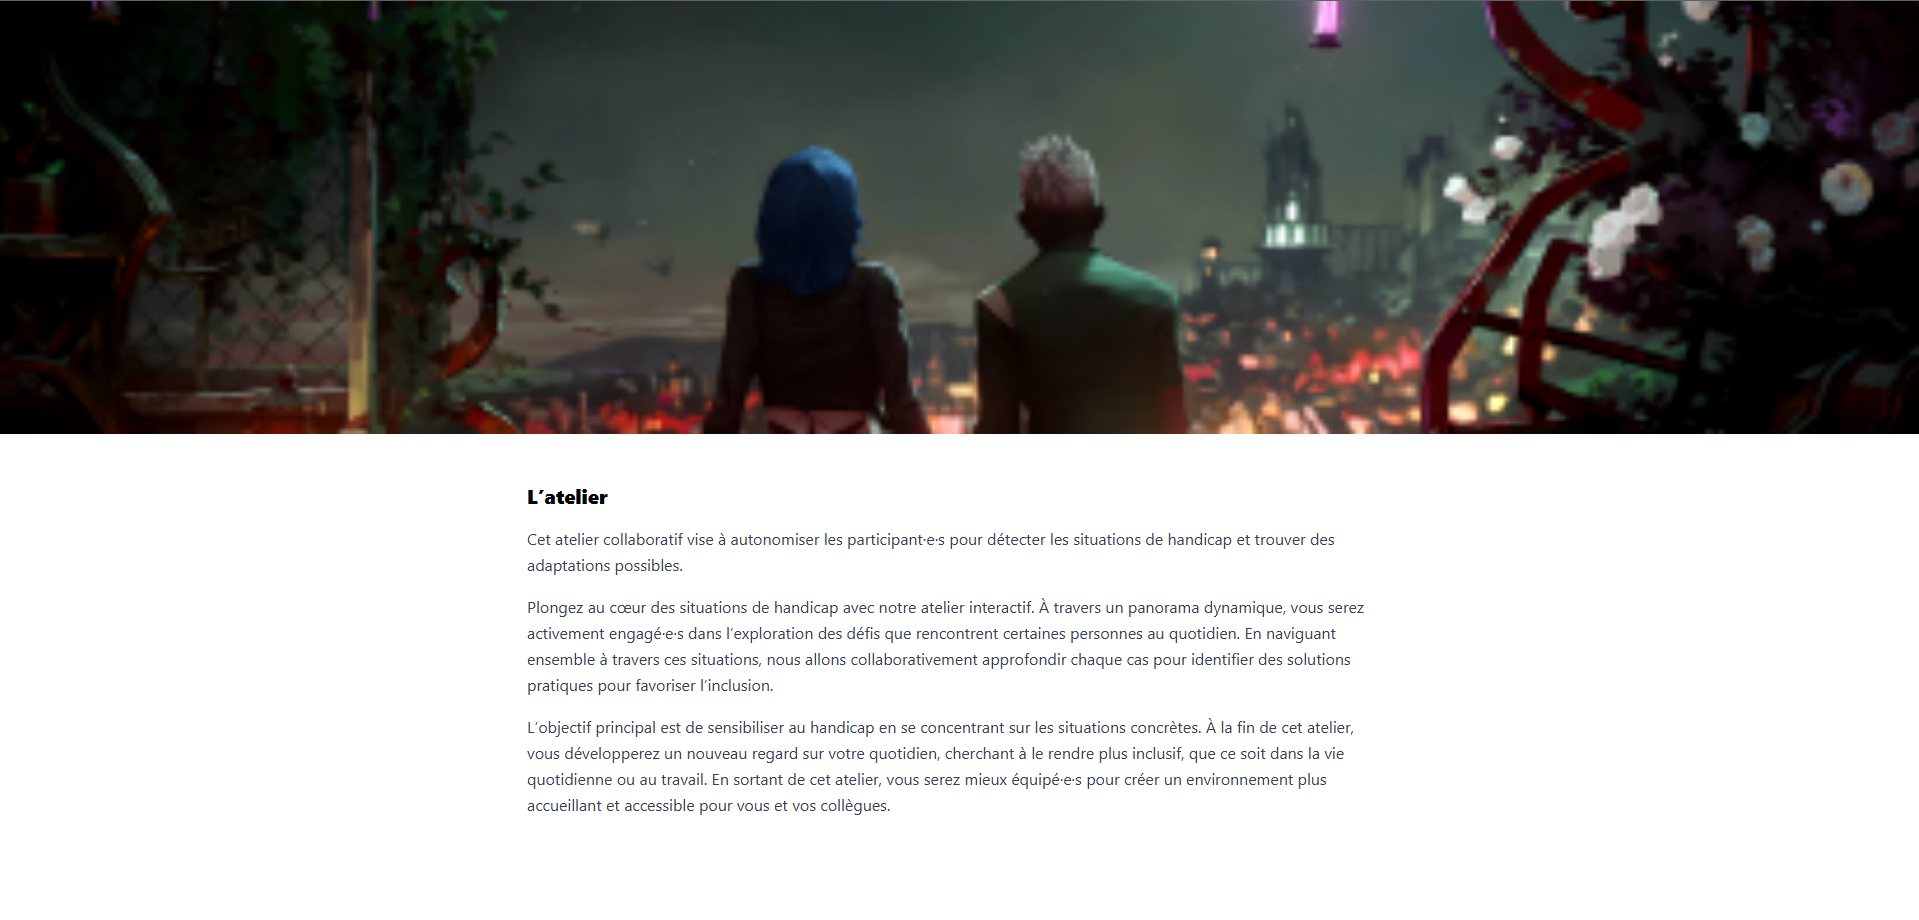 L’atelier
Cet atelier collaboratif vise à autonomiser les participant·e·s pour détecter les situations de handicap et trouver des
adaptations possibles.
Plongez au cœur des situations de handicap avec notre atelier interactif. À travers un panorama dynamique, vous serez
activement engagé·e·s dans l’exploration des défis que rencontrent certaines personnes au quotidien. En naviguant
ensemble à travers ces situations, nous allons collaborativement approfondir chaque cas pour identifier des solutions
pratiques pour favoriser l’inclusion.
L’objectif principal est de sensibiliser au handicap en se concentrant sur les situations concrètes. À la fin de cet atelier,
vous développerez un nouveau regard sur votre quotidien, cherchant à le rendre plus inclusif, que ce soit dans la vie
quotidienne ou au travail. En sortant de cet atelier, vous serez mieux équipé·e·s pour créer un environnement plus
accueillant et accessible pour vous et vos collègues.